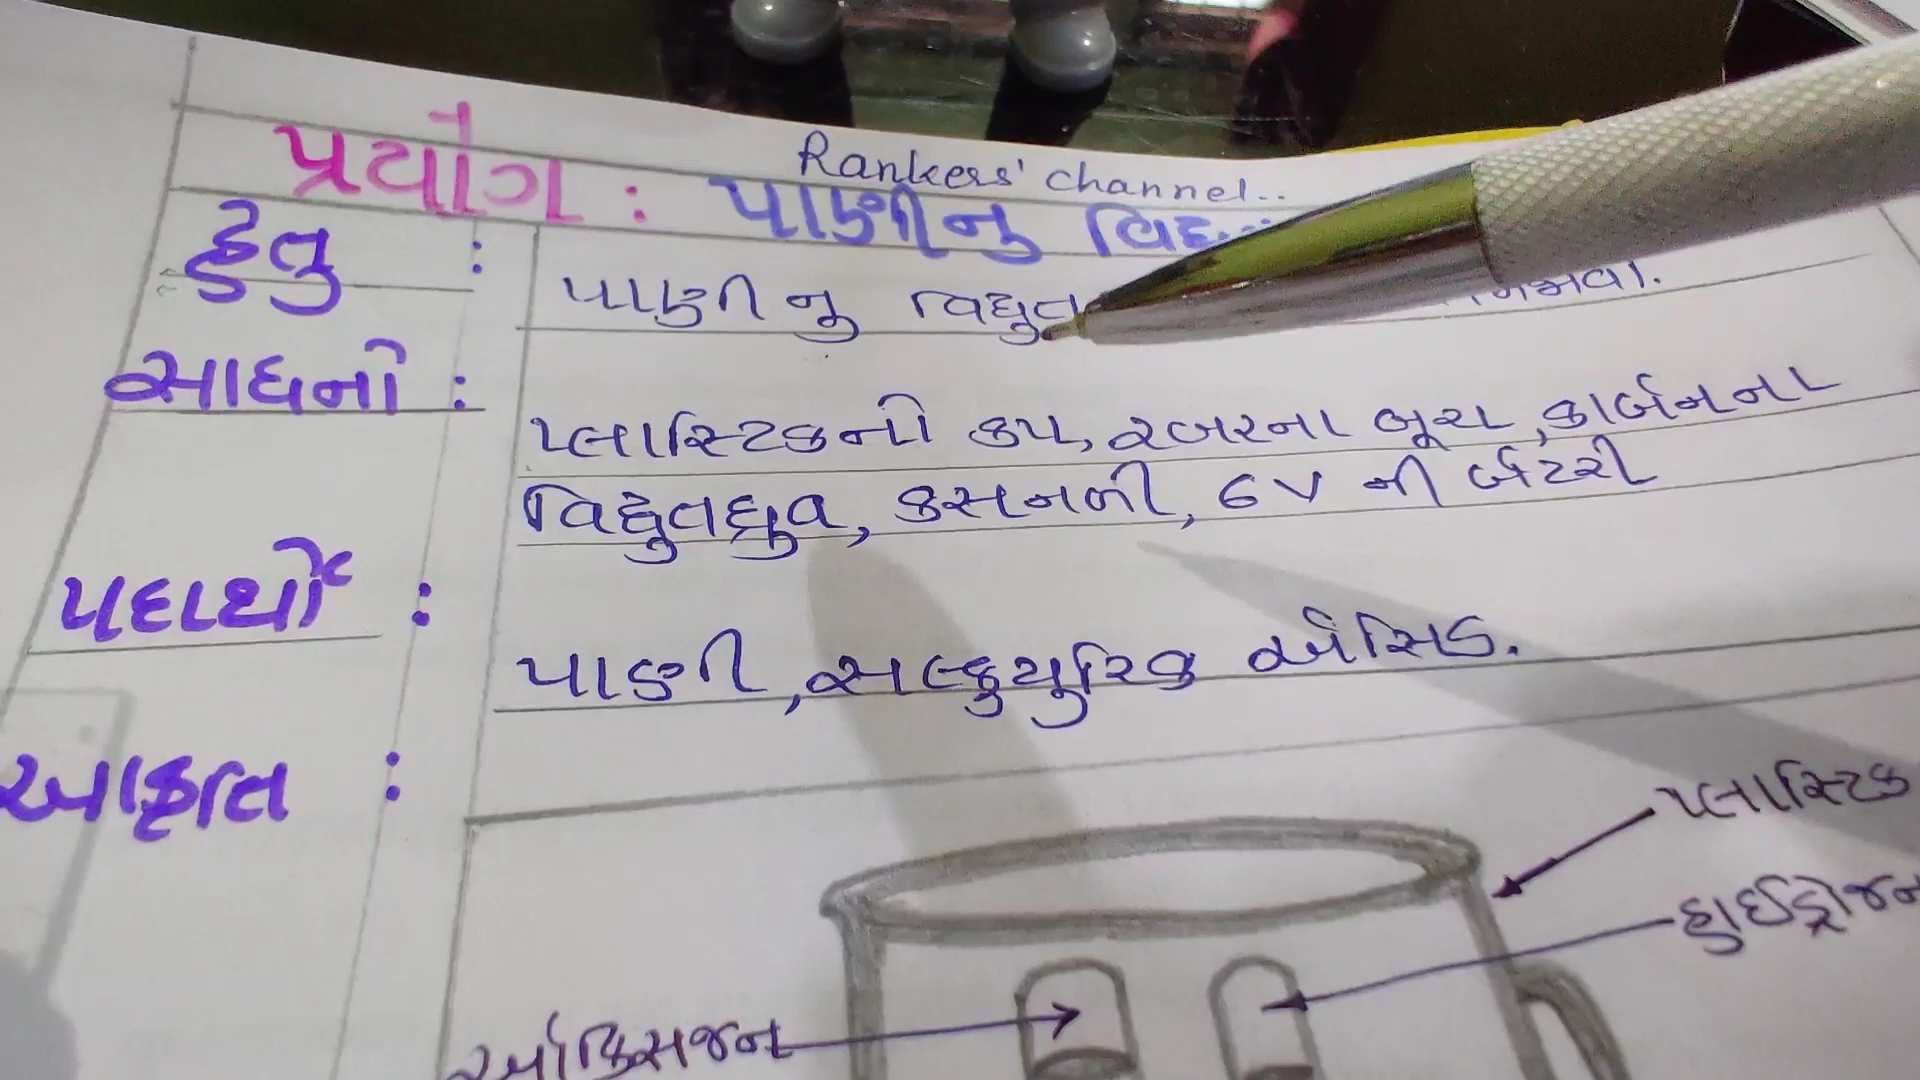 Rankers' channel..
પ્રયોગ : પાણીનુ
હેતુ : પાણીનુ વિદ્યુત
સાધનો :
પ્લાસ્ટિકનો કપ, રબરના બૂચ, કાર્બનના
વિદ્યુતધ્રુવ, કસનળી, 6V ની બેટરી
પદાર્થો :
પાણી, સલ્ફ્યુરિક એસિડ.
આકૃતિ :
પ્લાસ્ટિક
હાઈડ્રોજન
ઓક્સિજન